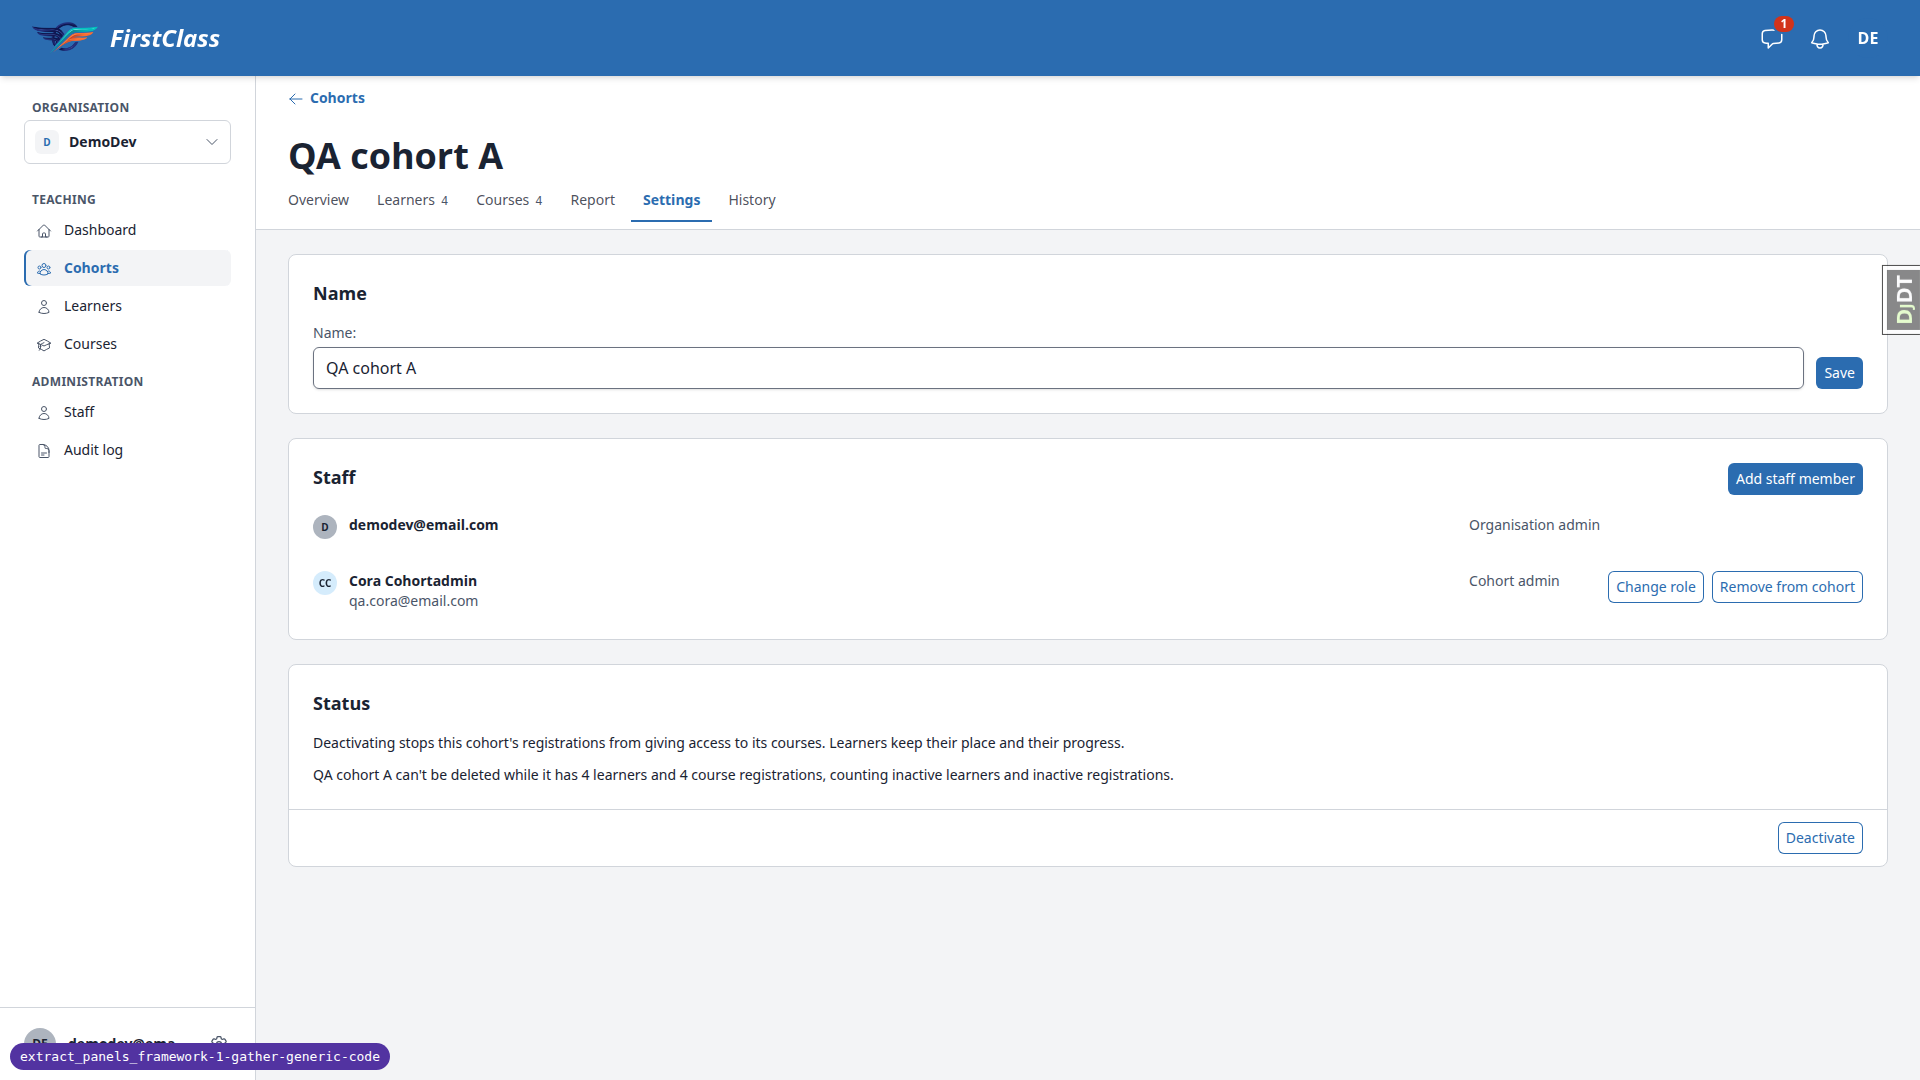 FirstClass
1
DE
ORGANISATION
D DemoDev
TEACHING
Dashboard
Cohorts
Learners
Courses
ADMINISTRATION
Staff
Audit log
Cohorts
QA cohort A
Overview Learners 4 Courses 4 Report Settings History
Name
Name:
QA cohort A
Save
Staff
Add staff member
D demodev@email.com Organisation admin
CC Cora Cohortadmin Cohort admin Change role Remove from cohort
qa.cora@email.com
Status
Deactivating stops this cohort's registrations from giving access to its courses. Learners keep their place and their progress.
QA cohort A can't be deleted while it has 4 learners and 4 course registrations, counting inactive learners and inactive registrations.
Deactivate
DJDT
DE demodev@ema
extract_panels_framework-1-gather-generic-code